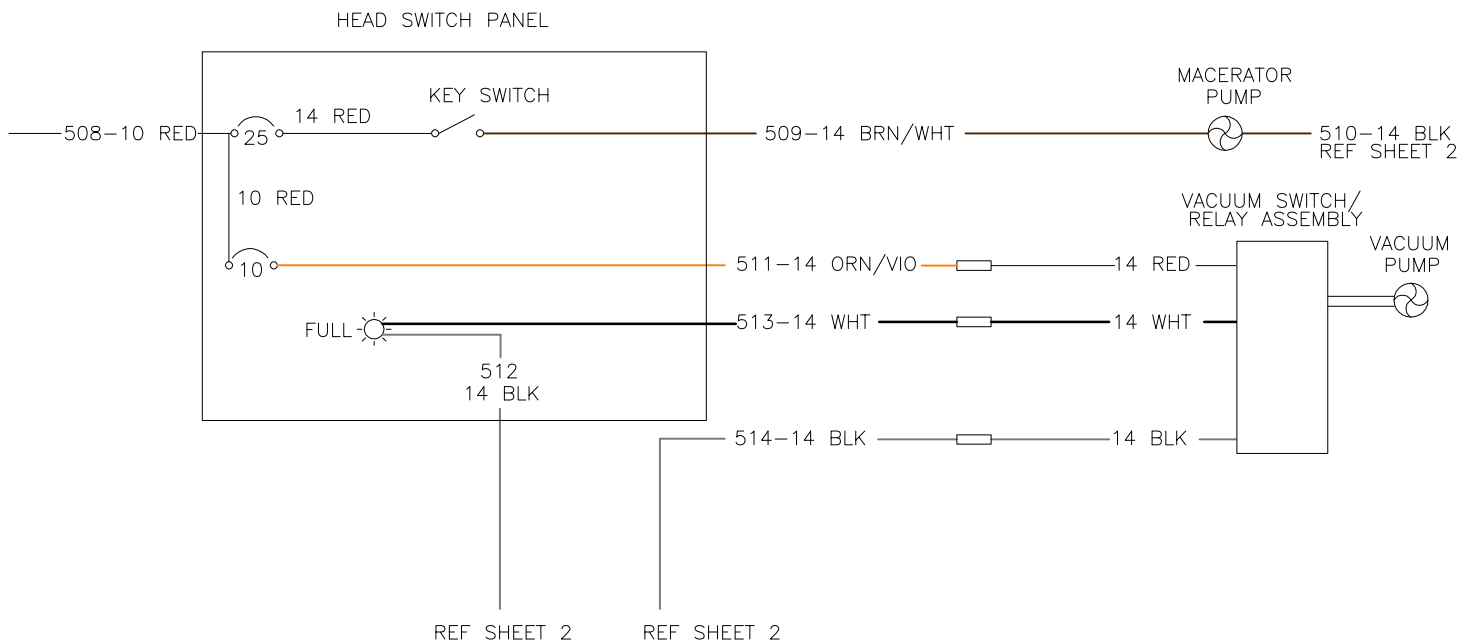 HEAD SWITCH PANEL
MACERATOR
PUMP
KEY SWITCH
14 RED
508-10 RED
25
509-14 BRN/WHT
510-14 BLK
REF SHEET 2
10 RED
VACUUM SWITCH/
RELAY ASSEMBLY
VACUUM
PUMP
10
511-14 ORN/VIO
14 RED
FULL
513-14 WHT
14 WHT
512
14 BLK
514-14 BLK
14 BLK
REF SHEET 2
REF SHEET 2